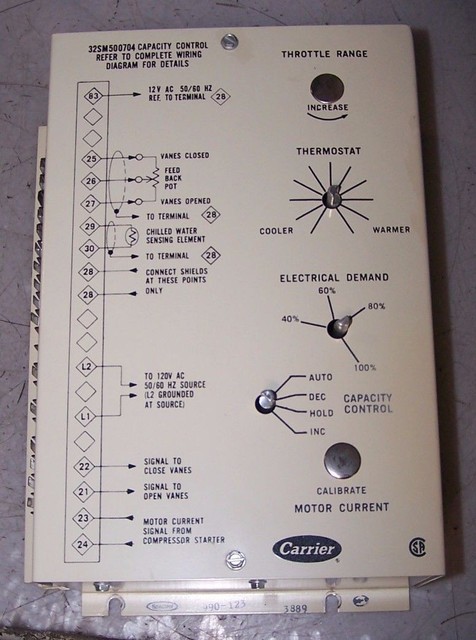 32SM500704 CAPACITY CONTROL
REFER TO COMPLETE WIRING
DIAGRAM FOR DETAILS
83
12V AC 50/60 HZ
REF. TO TERMINAL 28
25
VANES CLOSED
26
FEED
BACK
POT
27
VANES OPENED
TO TERMINAL 28
29
CHILLED WATER
SENSING ELEMENT
30
TO TERMINAL 28
28
CONNECT SHIELDS
AT THESE POINTS
ONLY
28
L2
TO 120V AC
50/60 HZ SOURCE
(L2 GROUNDED
AT SOURCE)
L1
22
SIGNAL TO
CLOSE VANES
21
SIGNAL TO
OPEN VANES
23
MOTOR CURRENT
SIGNAL FROM
COMPRESSOR STARTER
24
THROTTLE RANGE
INCREASE
THERMOSTAT
COOLER WARMER
ELECTRICAL DEMAND
60%
40% 80%
100%
AUTO
DEC
HOLD
INC
CAPACITY
CONTROL
CALIBRATE
MOTOR CURRENT
Carrier
SA
990-123 3889